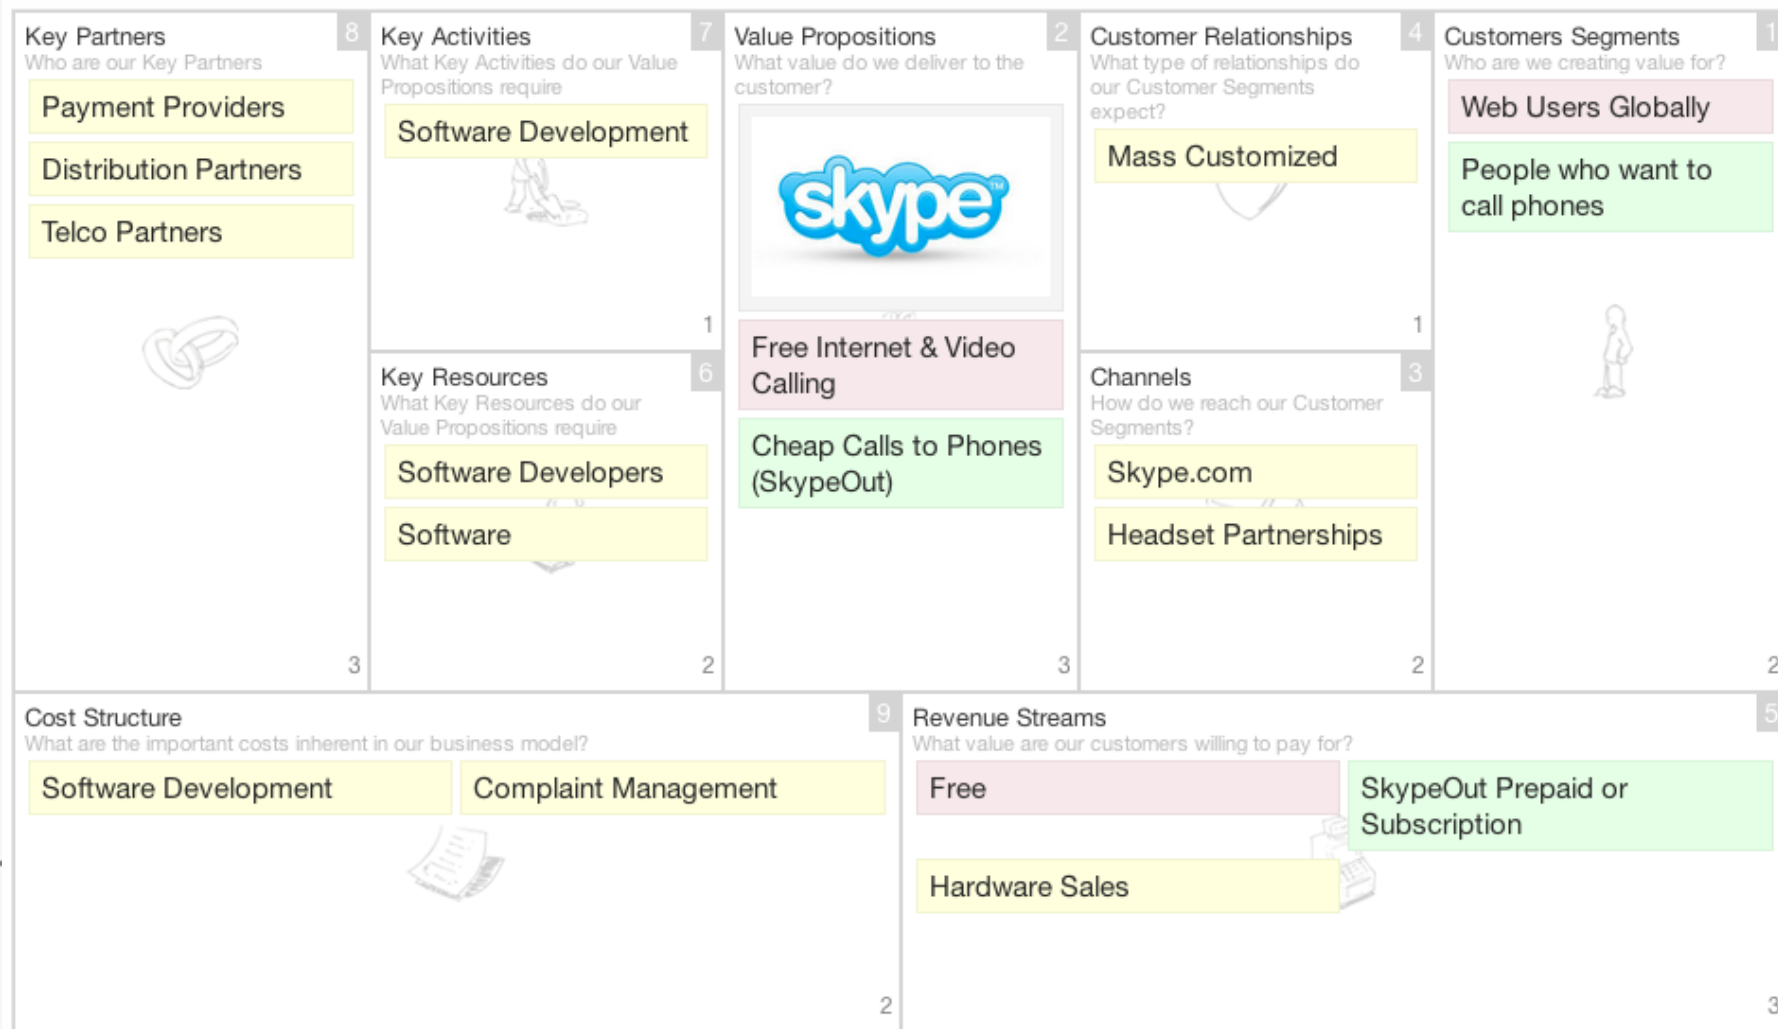 Key Partners
8
Who are our Key Partners
Payment Providers
Distribution Partners
Telco Partners
3
Key Activities
7
What Key Activities do our Value
Propositions require
Software Development
1
Key Resources
6
What Key Resources do our
Value Propositions require
Software Developers
Software
2
Value Propositions
2
What value do we deliver to the
customer?
skype™
Free Internet & Video
Calling
Cheap Calls to Phones
(SkypeOut)
3
Customer Relationships
4
What type of relationships do
our Customer Segments
expect?
Mass Customized
1
Channels
3
How do we reach our Customer
Segments?
Skype.com
Headset Partnerships
2
Customers Segments
1
Who are we creating value for?
Web Users Globally
People who want to
call phones
2
Cost Structure
9
What are the important costs inherent in our business model?
Software Development
Complaint Management
2
Revenue Streams
5
What value are our customers willing to pay for?
Free
SkypeOut Prepaid or
Subscription
Hardware Sales
3